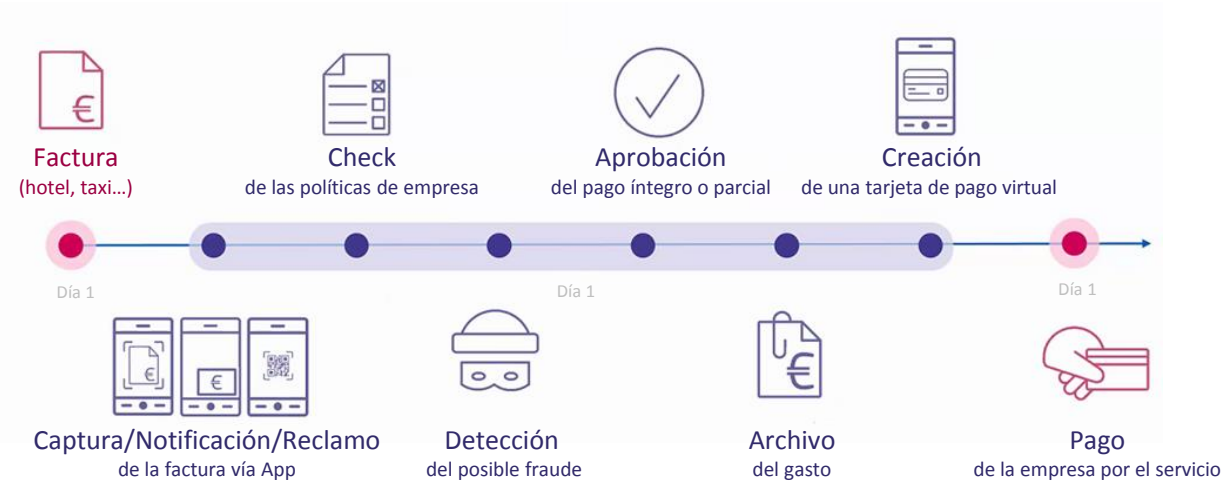 Factura
(hotel, taxi...)
Check
de las políticas de empresa
Aprobación
del pago íntegro o parcial
Creación
de una tarjeta de pago virtual
Día 1
Día 1
Día 1
Captura/Notificación/Reclamo
de la factura vía App
Detección
del posible fraude
Archivo
del gasto
Pago
de la empresa por el servicio